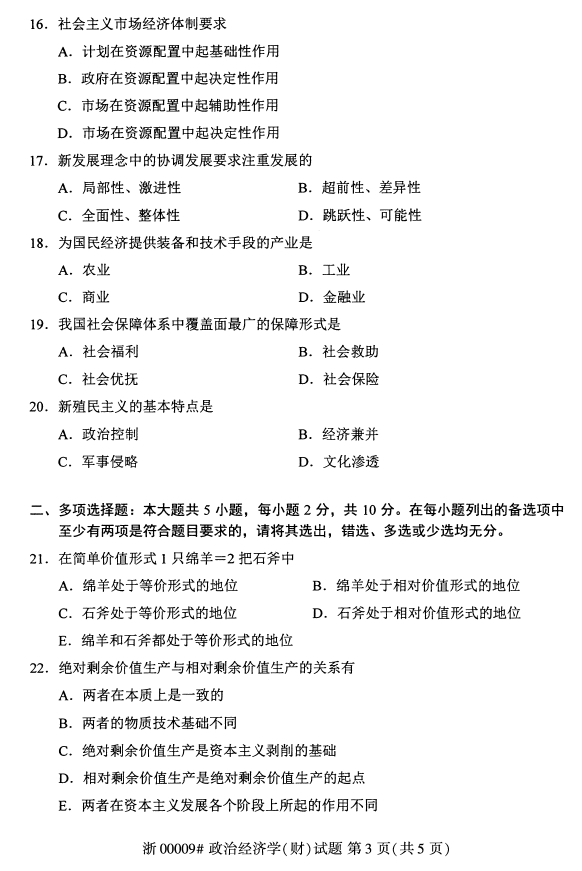 16. 社会主义市场经济体制要求
A. 计划在资源配置中起基础性作用
B. 政府在资源配置中起决定性作用
C. 市场在资源配置中起辅助性作用
D. 市场在资源配置中起决定性作用
17. 新发展理念中的协调发展要求注重发展的
A. 局部性、激进性 B. 超前性、差异性
C. 全面性、整体性 D. 跳跃性、可能性
18. 为国民经济提供装备和技术手段的产业是
A. 农业 B. 工业
C. 商业 D. 金融业
19. 我国社会保障体系中覆盖面最广的保障形式是
A. 社会福利 B. 社会救助
C. 社会优抚 D. 社会保险
20. 新殖民主义的基本特点是
A. 政治控制 B. 经济兼并
C. 军事侵略 D. 文化渗透
二、多项选择题：本大题共 5 小题，每小题 2 分，共 10 分。在每小题列出的备选项中
至少有两项是符合题目要求的，请将其选出，错选、多选或少选均无分。
21. 在简单价值形式 1 只绵羊＝2 把石斧中
A. 绵羊处于等价形式的地位 B. 绵羊处于相对价值形式的地位
C. 石斧处于等价形式的地位 D. 石斧处于相对价值形式的地位
E. 绵羊和石斧都处于等价形式的地位
22. 绝对剩余价值生产与相对剩余价值生产的关系有
A. 两者在本质上是一致的
B. 两者的物质技术基础不同
C. 绝对剩余价值生产是资本主义剥削的基础
D. 相对剩余价值生产是绝对剩余价值生产的起点
E. 两者在资本主义发展各个阶段上所起的作用不同
浙 00009# 政治经济学(财)试题 第 3 页(共 5 页)